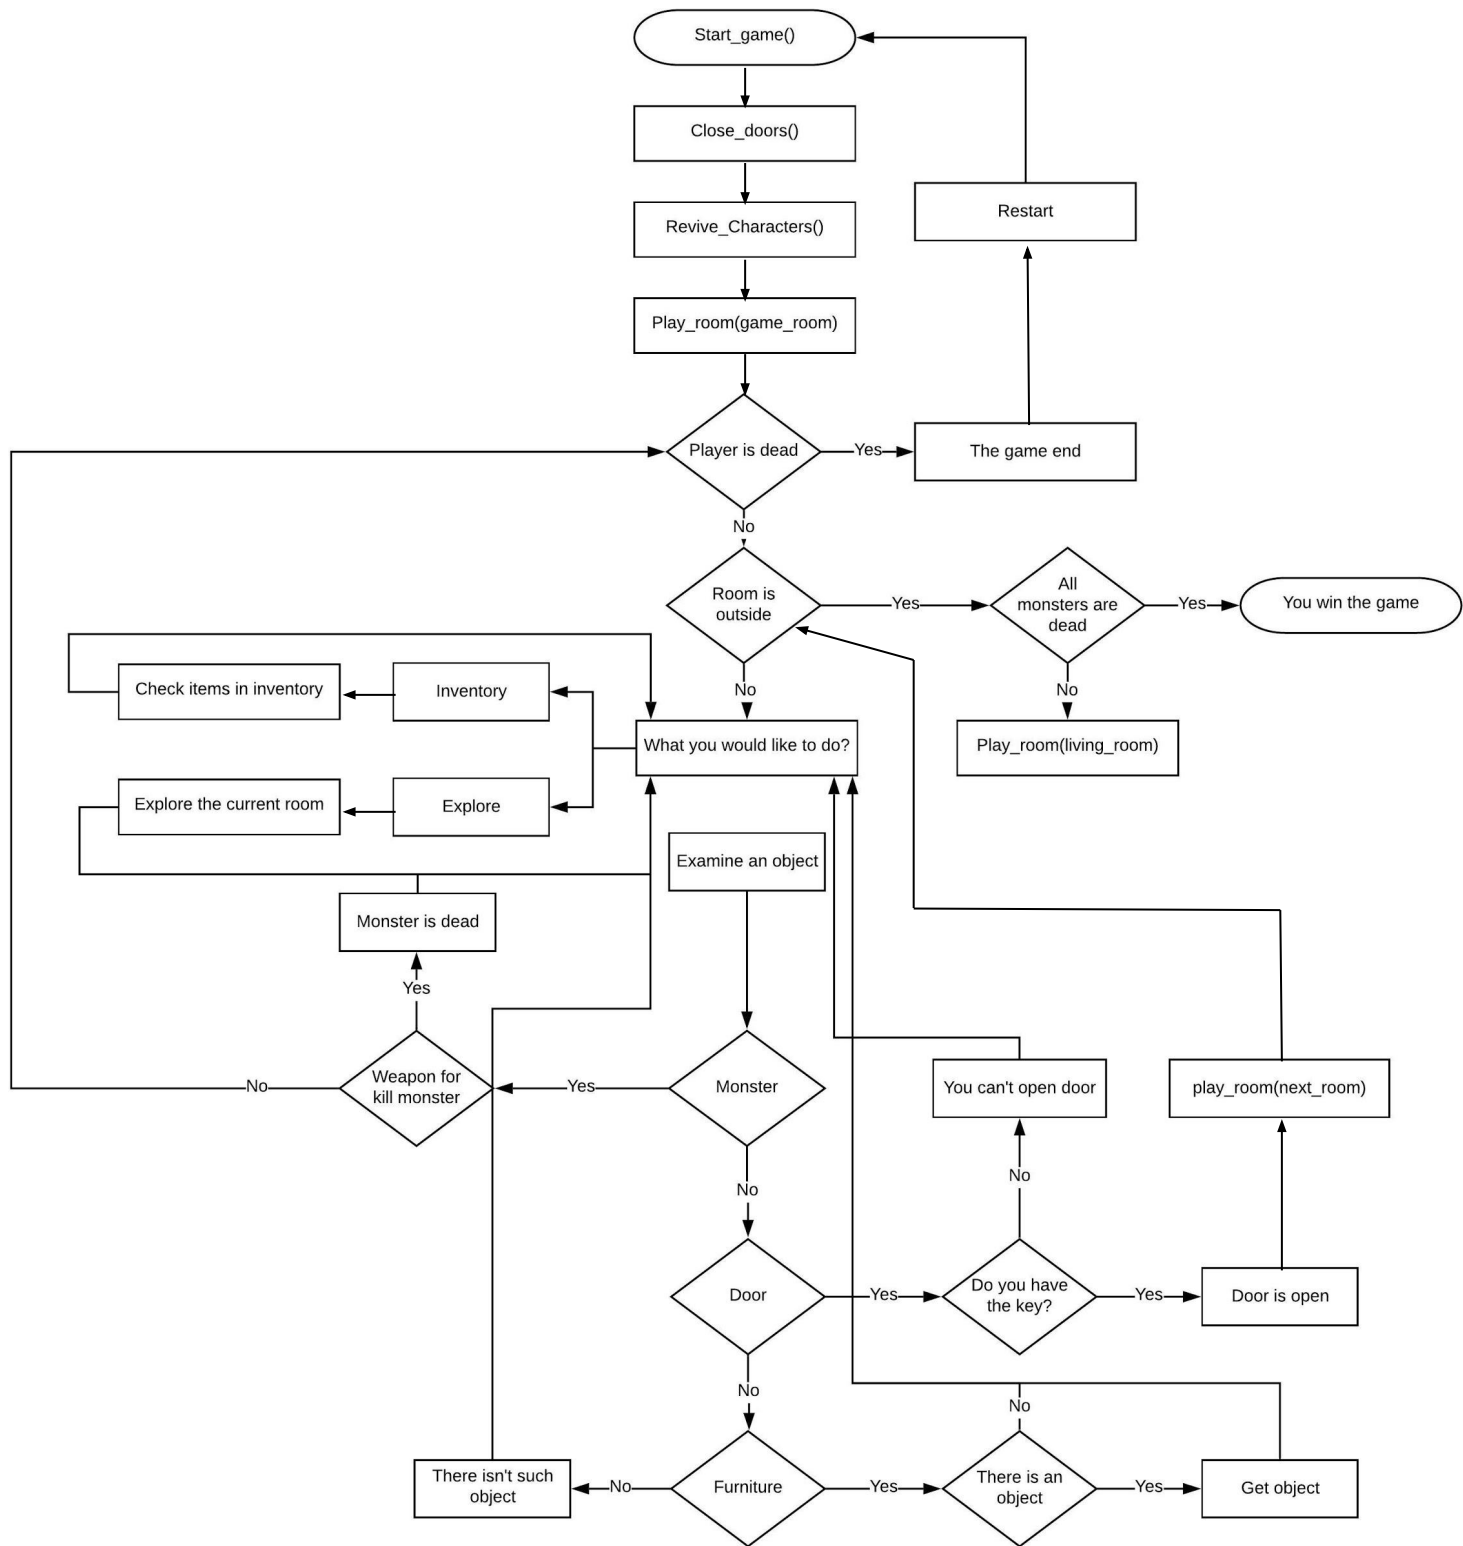 Start_game()
Close_doors()
Revive_Characters()
Restart
Play_room(game_room)
Player is dead
Yes
The game end
No
Room is
outside
Yes
All
monsters are
dead
Yes
You win the game
No
No
Check items in inventory
Inventory
What you would like to do?
Play_room(living_room)
Explore the current room
Explore
Examine an object
Monster is dead
Yes
Weapon for
kill monster
No
Yes
Monster
You can't open door
play_room(next_room)
No
No
Door
Yes
Do you have
the key?
Yes
Door is open
No
No
There isn't such
object
No
Furniture
Yes
There is an
object
Yes
Get object